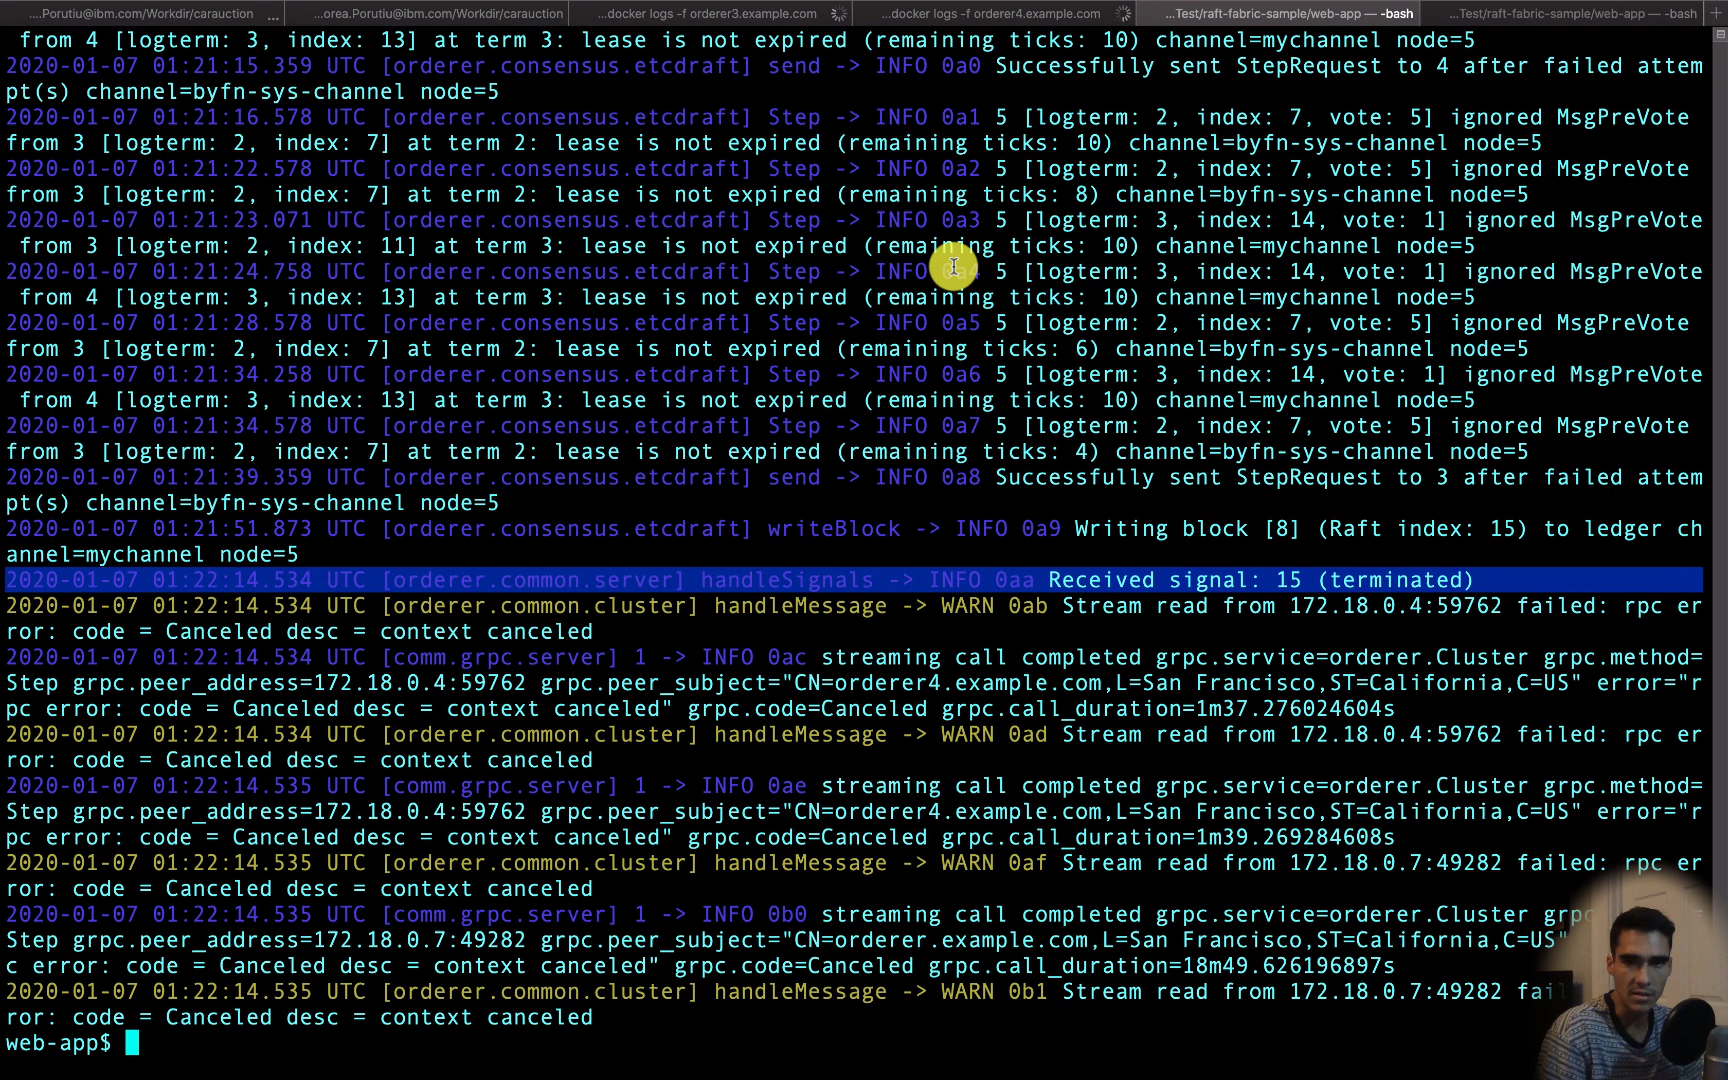 ...Porutiu@ibm.com/Workdir/carauction ... ...orea.Porutiu@ibm.com/Workdir/carauction ...docker logs -f orderer3.example.com ...docker logs -f orderer4.example.com ...Test/raft-fabric-sample/web-app — -bash ...Test/raft-fabric-sample/web-app — -bash +
from 4 [logterm: 3, index: 13] at term 3: lease is not expired (remaining ticks: 10) channel=mychannel node=5
2020-01-07 01:21:15.359 UTC [orderer.consensus.etcdraft] send -> INFO 0a0 Successfully sent StepRequest to 4 after failed attem
pt(s) channel=byfn-sys-channel node=5
2020-01-07 01:21:16.578 UTC [orderer.consensus.etcdraft] Step -> INFO 0a1 5 [logterm: 2, index: 7, vote: 5] ignored MsgPreVote
from 3 [logterm: 2, index: 7] at term 2: lease is not expired (remaining ticks: 10) channel=byfn-sys-channel node=5
2020-01-07 01:21:22.578 UTC [orderer.consensus.etcdraft] Step -> INFO 0a2 5 [logterm: 2, index: 7, vote: 5] ignored MsgPreVote
from 3 [logterm: 2, index: 7] at term 2: lease is not expired (remaining ticks: 8) channel=byfn-sys-channel node=5
2020-01-07 01:21:23.071 UTC [orderer.consensus.etcdraft] Step -> INFO 0a3 5 [logterm: 3, index: 14, vote: 1] ignored MsgPreVote
from 3 [logterm: 2, index: 11] at term 3: lease is not expired (remaining ticks: 10) channel=mychannel node=5
2020-01-07 01:21:24.758 UTC [orderer.consensus.etcdraft] Step -> INFO 0a4 5 [logterm: 3, index: 14, vote: 1] ignored MsgPreVote
from 4 [logterm: 3, index: 13] at term 3: lease is not expired (remaining ticks: 10) channel=mychannel node=5
2020-01-07 01:21:28.578 UTC [orderer.consensus.etcdraft] Step -> INFO 0a5 5 [logterm: 2, index: 7, vote: 5] ignored MsgPreVote
from 3 [logterm: 2, index: 7] at term 2: lease is not expired (remaining ticks: 6) channel=byfn-sys-channel node=5
2020-01-07 01:21:34.258 UTC [orderer.consensus.etcdraft] Step -> INFO 0a6 5 [logterm: 3, index: 14, vote: 1] ignored MsgPreVote
from 4 [logterm: 3, index: 13] at term 3: lease is not expired (remaining ticks: 10) channel=mychannel node=5
2020-01-07 01:21:34.578 UTC [orderer.consensus.etcdraft] Step -> INFO 0a7 5 [logterm: 2, index: 7, vote: 5] ignored MsgPreVote
from 3 [logterm: 2, index: 7] at term 2: lease is not expired (remaining ticks: 4) channel=byfn-sys-channel node=5
2020-01-07 01:21:39.359 UTC [orderer.consensus.etcdraft] send -> INFO 0a8 Successfully sent StepRequest to 3 after failed attem
pt(s) channel=byfn-sys-channel node=5
2020-01-07 01:21:51.873 UTC [orderer.consensus.etcdraft] writeBlock -> INFO 0a9 Writing block [8] (Raft index: 15) to ledger ch
annel=mychannel node=5
2020-01-07 01:22:14.534 UTC [orderer.common.server] handleSignals -> INFO 0aa Received signal: 15 (terminated)
2020-01-07 01:22:14.534 UTC [orderer.common.cluster] handleMessage -> WARN 0ab Stream read from 172.18.0.4:59762 failed: rpc er
ror: code = Canceled desc = context canceled
2020-01-07 01:22:14.534 UTC [comm.grpc.server] 1 -> INFO 0ac streaming call completed grpc.service=orderer.Cluster grpc.method=
Step grpc.peer_address=172.18.0.4:59762 grpc.peer_subject="CN=orderer4.example.com,L=San Francisco,ST=California,C=US" error="r
pc error: code = Canceled desc = context canceled" grpc.code=Canceled grpc.call_duration=1m37.276024604s
2020-01-07 01:22:14.534 UTC [orderer.common.cluster] handleMessage -> WARN 0ad Stream read from 172.18.0.4:59762 failed: rpc er
ror: code = Canceled desc = context canceled
2020-01-07 01:22:14.535 UTC [comm.grpc.server] 1 -> INFO 0ae streaming call completed grpc.service=orderer.Cluster grpc.method=
Step grpc.peer_address=172.18.0.4:59762 grpc.peer_subject="CN=orderer4.example.com,L=San Francisco,ST=California,C=US" error="r
pc error: code = Canceled desc = context canceled" grpc.code=Canceled grpc.call_duration=1m39.269284608s
2020-01-07 01:22:14.535 UTC [orderer.common.cluster] handleMessage -> WARN 0af Stream read from 172.18.0.7:49282 failed: rpc er
ror: code = Canceled desc = context canceled
2020-01-07 01:22:14.535 UTC [comm.grpc.server] 1 -> INFO 0b0 streaming call completed grpc.service=orderer.Cluster grpc
Step grpc.peer_address=172.18.0.7:49282 grpc.peer_subject="CN=orderer.example.com,L=San Francisco,ST=California,C=US"
c error: code = Canceled desc = context canceled" grpc.code=Canceled grpc.call_duration=18m49.626196897s
2020-01-07 01:22:14.535 UTC [orderer.common.cluster] handleMessage -> WARN 0b1 Stream read from 172.18.0.7:49282 fai
ror: code = Canceled desc = context canceled
web-app$